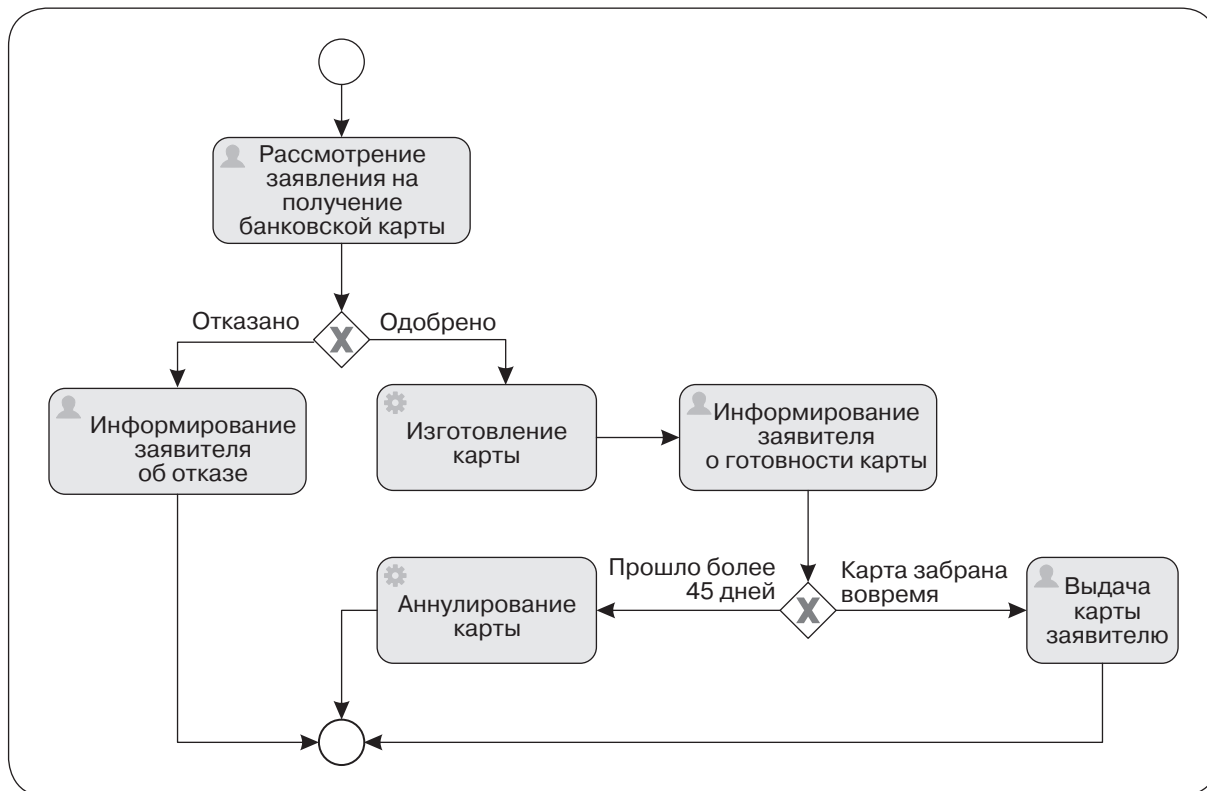 Рассмотрение
заявления на
получение
банковской карты
Отказано
Одобрено
X
Информирование
заявителя
об отказе
Изготовление
карты
Информирование
заявителя
о готовности карты
Прошло более
45 дней
Карта забрана
вовремя
X
Аннулирование
карты
Выдача
карты
заявителю